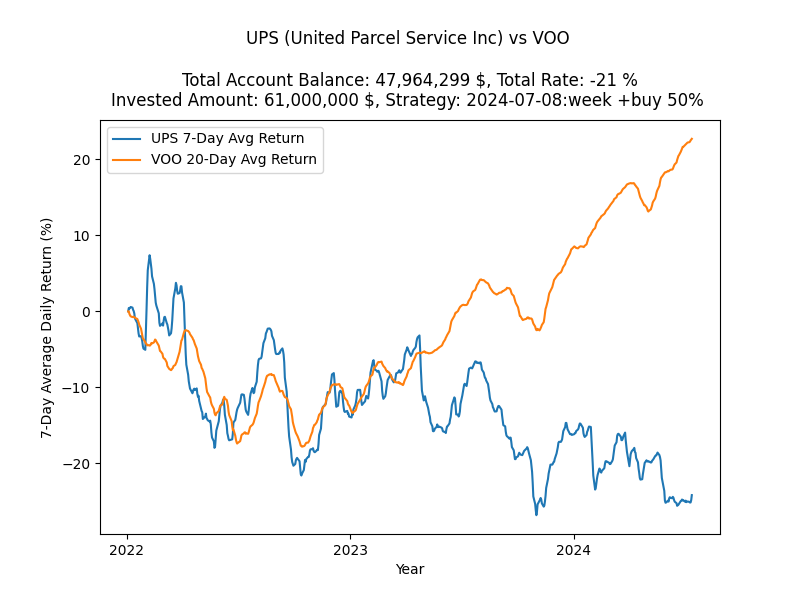 UPS (United Parcel Service Inc) vs VOO
Total Account Balance: 47,964,299 $, Total Rate: -21 %
Invested Amount: 61,000,000 $, Strategy: 2024-07-08:week +buy 50%
UPS 7-Day Avg Return
VOO 20-Day Avg Return
7-Day Average Daily Return (%)
20
10
0
−10
−20
2022
2023
2024
Year